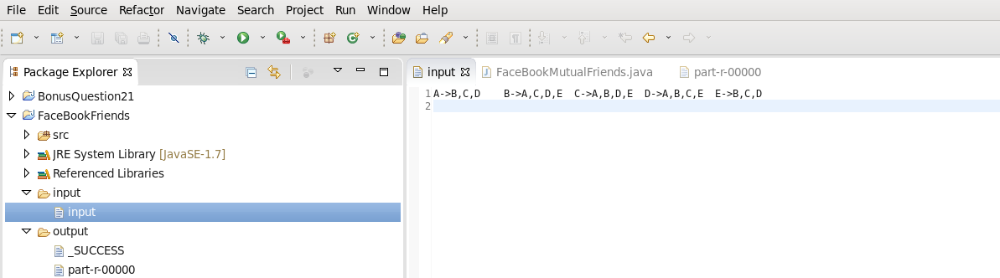 File Edit Source Refactor Navigate Search Project Run Window Help
Package Explorer
input FaceBookMutualFriends.java part-r-00000
BonusQuestion21
FaceBookFriends
src
JRE System Library [JavaSE-1.7]
Referenced Libraries
input
input
output
_SUCCESS
part-r-00000
1 A->B,C,D    B->A,C,D,E  C->A,B,D,E  D->A,B,C,E  E->B,C,D
2